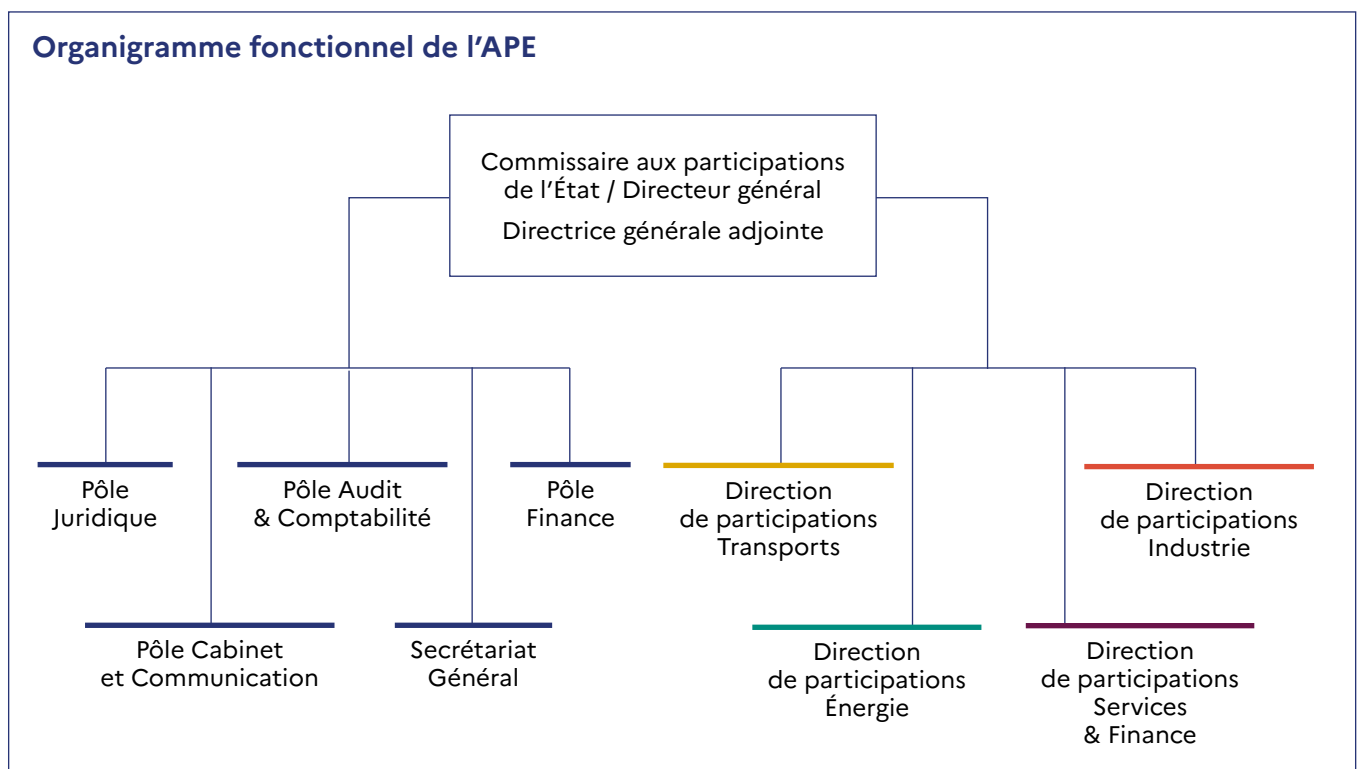 Organigramme fonctionnel de l'APE
Commissaire aux participations
de l'État / Directeur général
Directrice générale adjointe
Pôle
Juridique
Pôle Audit
& Comptabilité
Pôle
Finance
Direction
de participations
Transports
Direction
de participations
Industrie
Pôle Cabinet
et Communication
Secrétariat
Général
Direction
de participations
Énergie
Direction
de participations
Services
& Finance